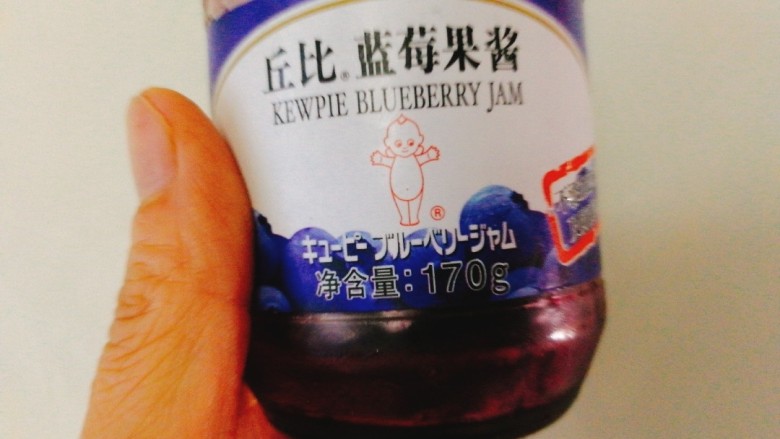 丘比® 蓝莓果酱
KEWPIE BLUEBERRY JAM
®
キューピー ブルーベリージャム
净含量:170g